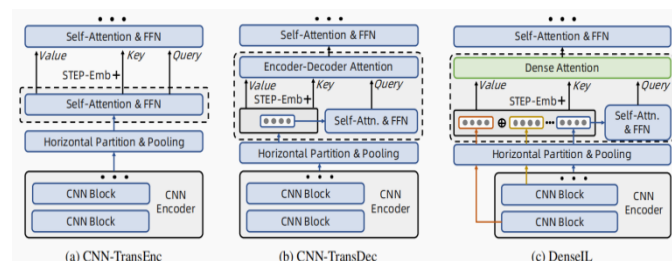 Self-Attention & FFN
Value
Key
Query
STEP-Emb+
Self-Attention & FFN
Horizontal Partition & Pooling
CNN Block
CNN Block
CNN
Encoder
(a) CNN-TransEnc
Self-Attention & FFN
Encoder-Decoder Attention
Value
Key
Query
STEP-Emb+
Self-Attn. & FFN
Horizontal Partition & Pooling
CNN Block
CNN Block
CNN
Encoder
(b) CNN-TransDec
Self-Attention & FFN
Dense Attention
Value
Key
Query
STEP-Emb+
Self-Attn.
& FFN
Horizontal Partition & Pooling
CNN Block
CNN Block
CNN
Encoder
(c) DenseIL